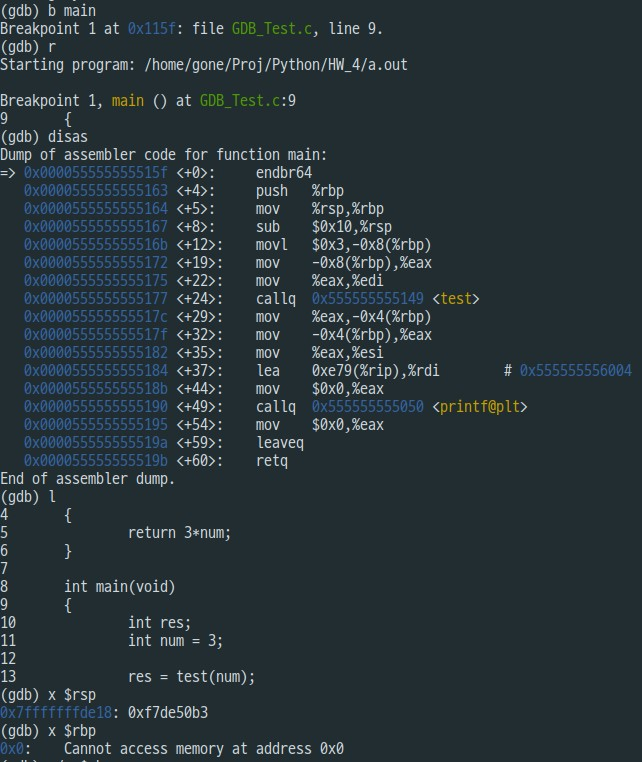 (gdb) b main
Breakpoint 1 at 0x115f: file GDB_Test.c, line 9.
(gdb) r
Starting program: /home/gone/Proj/Python/HW_4/a.out

Breakpoint 1, main () at GDB_Test.c:9
9       {
(gdb) disas
Dump of assembler code for function main:
=> 0x000055555555515f <+0>:     endbr64
   0x0000555555555163 <+4>:     push   %rbp
   0x0000555555555164 <+5>:     mov    %rsp,%rbp
   0x0000555555555167 <+8>:     sub    $0x10,%rsp
   0x000055555555516b <+12>:    movl   $0x3,-0x8(%rbp)
   0x0000555555555172 <+19>:    mov    -0x8(%rbp),%eax
   0x0000555555555175 <+22>:    mov    %eax,%edi
   0x0000555555555177 <+24>:    callq  0x555555555149 <test>
   0x000055555555517c <+29>:    mov    %eax,-0x4(%rbp)
   0x000055555555517f <+32>:    mov    -0x4(%rbp),%eax
   0x0000555555555182 <+35>:    mov    %eax,%esi
   0x0000555555555184 <+37>:    lea    0xe79(%rip),%rdi        # 0x555555556004
   0x000055555555518b <+44>:    mov    $0x0,%eax
   0x0000555555555190 <+49>:    callq  0x555555555050 <printf@plt>
   0x0000555555555195 <+54>:    mov    $0x0,%eax
   0x000055555555519a <+59>:    leaveq
   0x000055555555519b <+60>:    retq
End of assembler dump.
(gdb) l
4       {
5               return 3*num;
6       }
7
8       int main(void)
9       {
10              int res;
11              int num = 3;
12
13              res = test(num);
(gdb) x $rsp
0x7fffffffde18: 0xf7de50b3
(gdb) x $rbp
0x0:    Cannot access memory at address 0x0